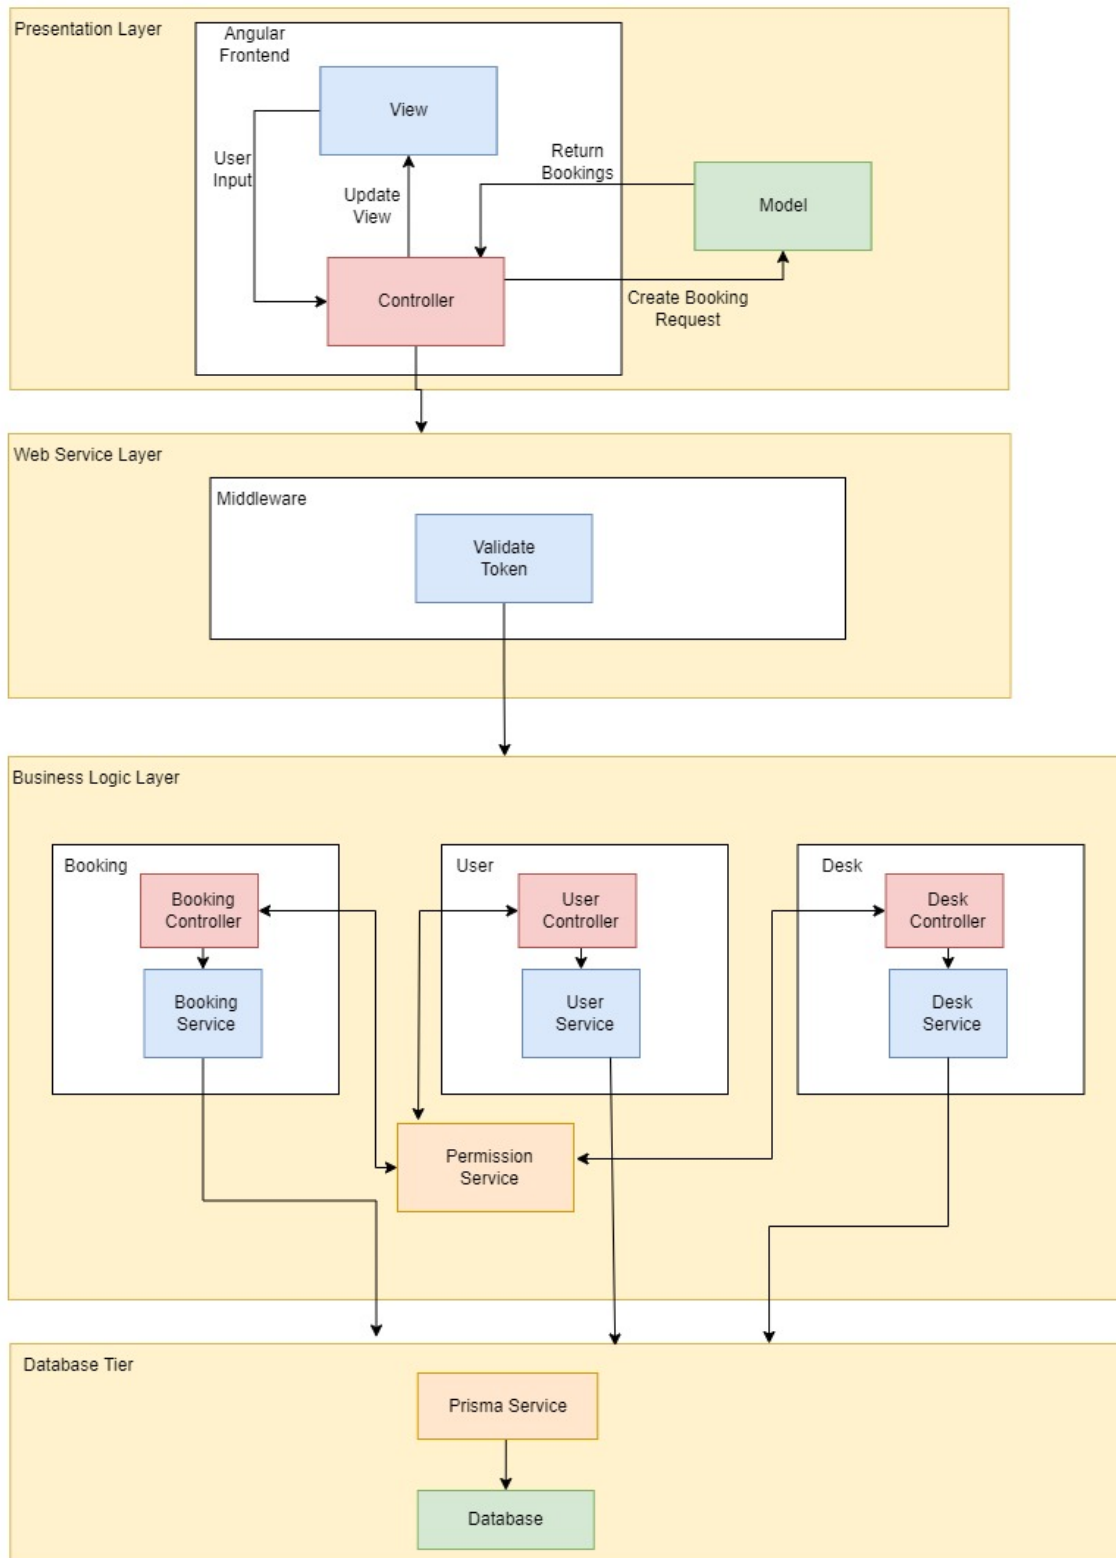 Presentation Layer
Angular
Frontend
View
User
Input
Update
View
Return
Bookings
Model
Controller
Create Booking
Request
Web Service Layer
Middleware
Validate
Token
Business Logic Layer
Booking
Booking
Controller
Booking
Service
User
User
Controller
User
Service
Desk
Desk
Controller
Desk
Service
Permission
Service
Database Tier
Prisma Service
Database